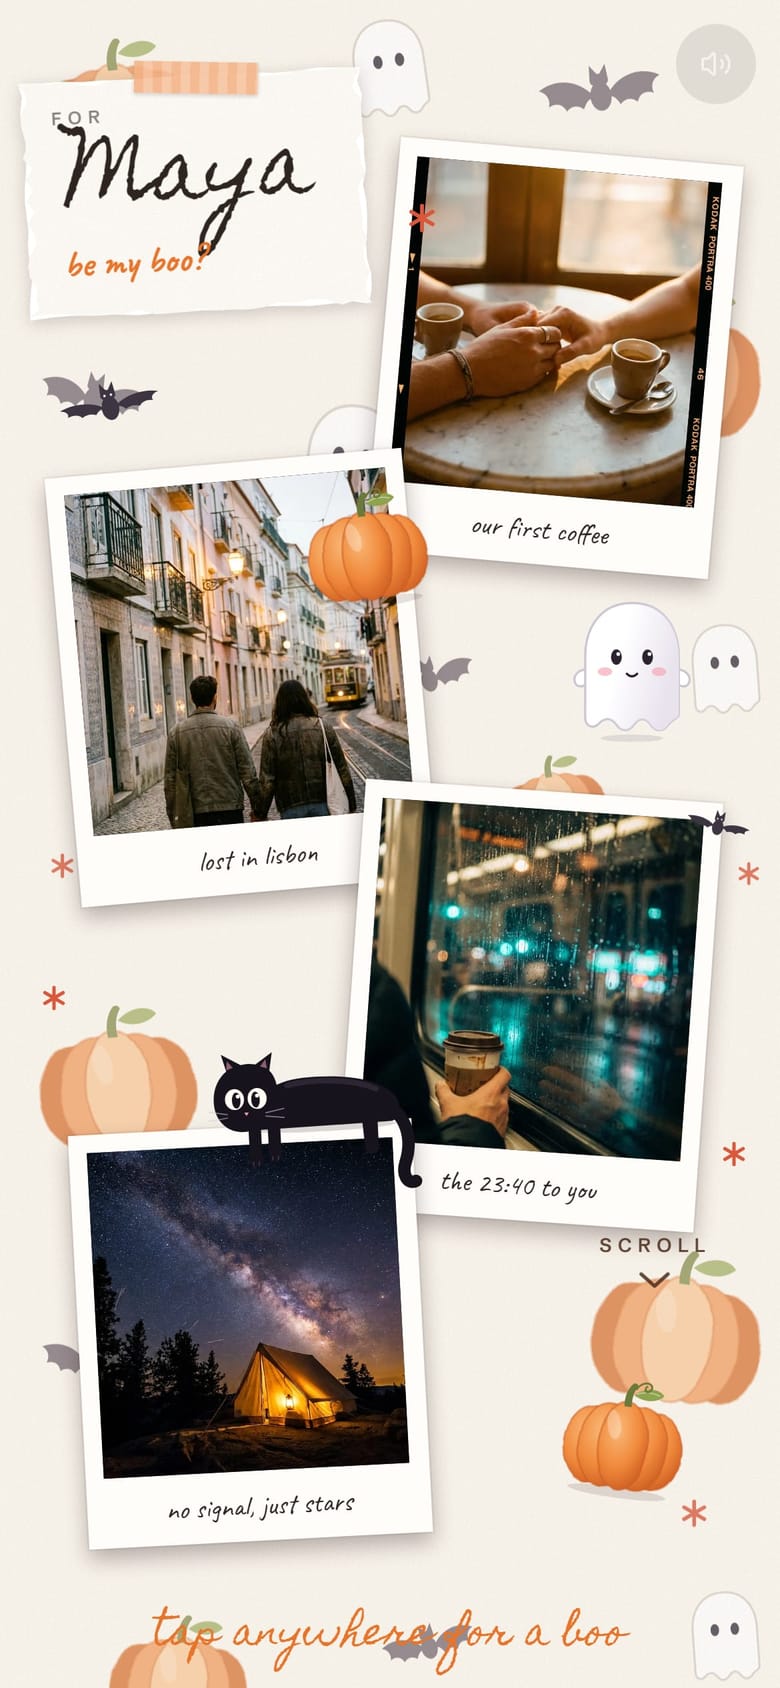 FOR
Maya
be my boo?
KODAK PORTRA 400
46
KODAK PORTRA 400
1
our first coffee
lost in lisbon
the 23:40 to you
SCROLL
no signal, just stars
tap anywhere for a boo